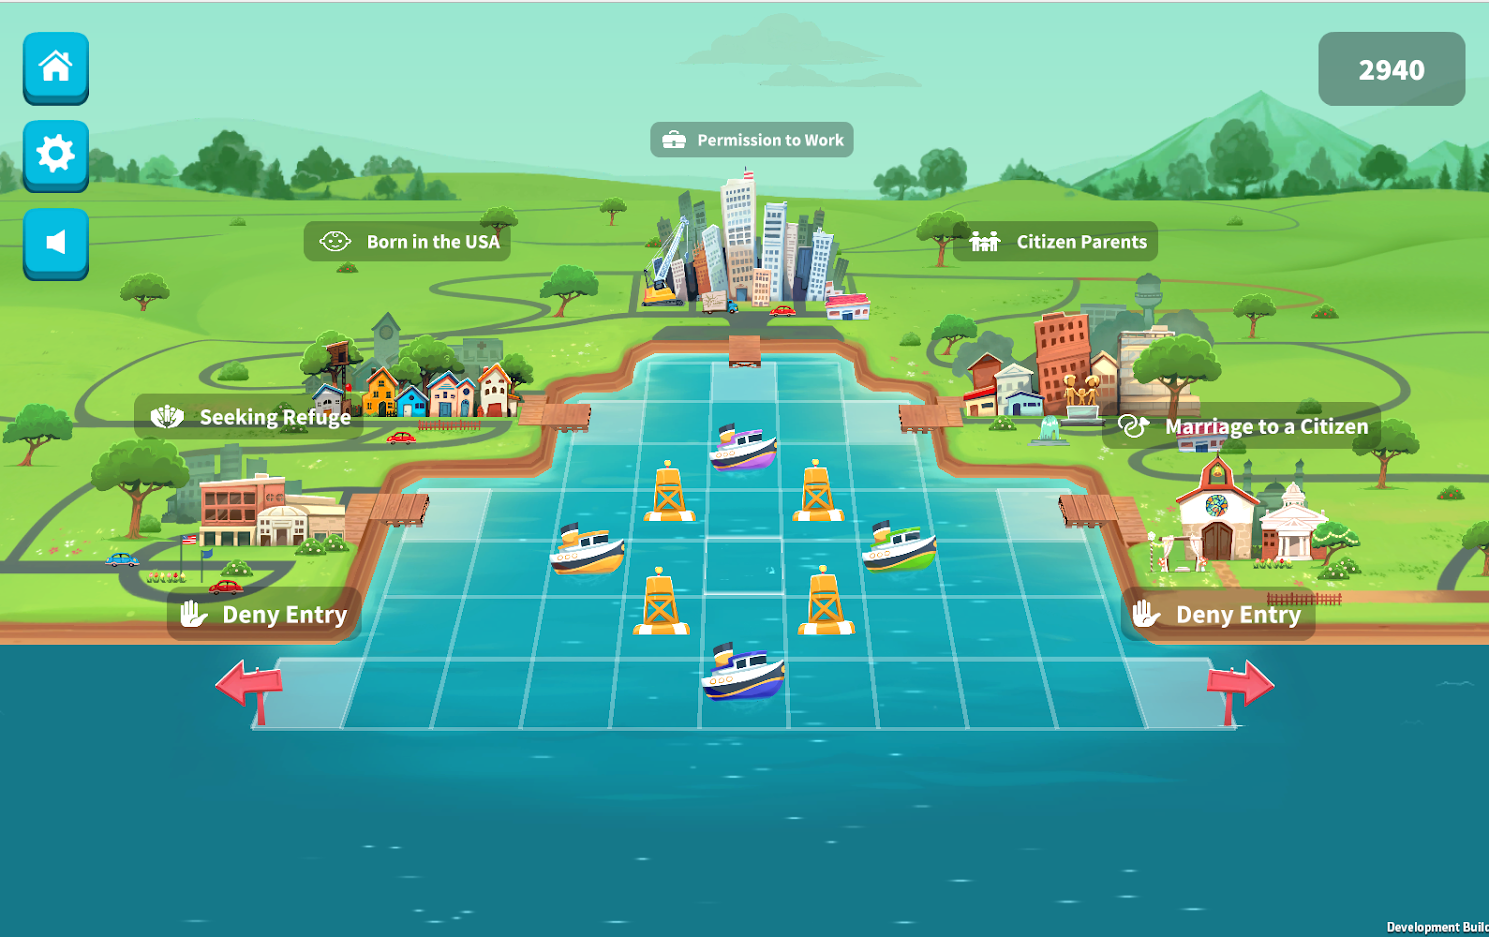 2940
Permission to Work
Born in the USA
Citizen Parents
Seeking Refuge
Marriage to a Citizen
Deny Entry
Deny Entry
Development Build